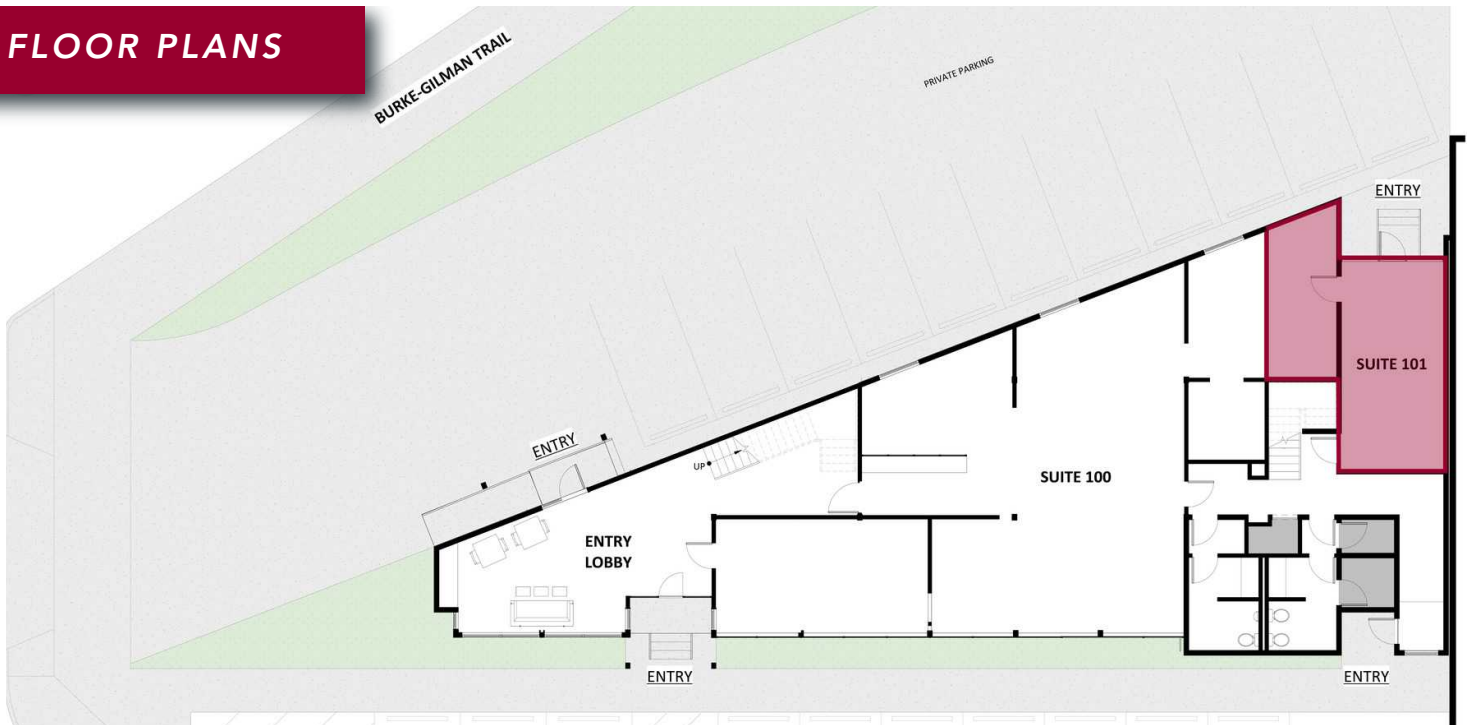 FLOOR PLANS
BURKE-GILMAN TRAIL
PRIVATE PARKING
ENTRY
SUITE 101
ENTRY
UP
SUITE 100
ENTRY
LOBBY
ENTRY
ENTRY